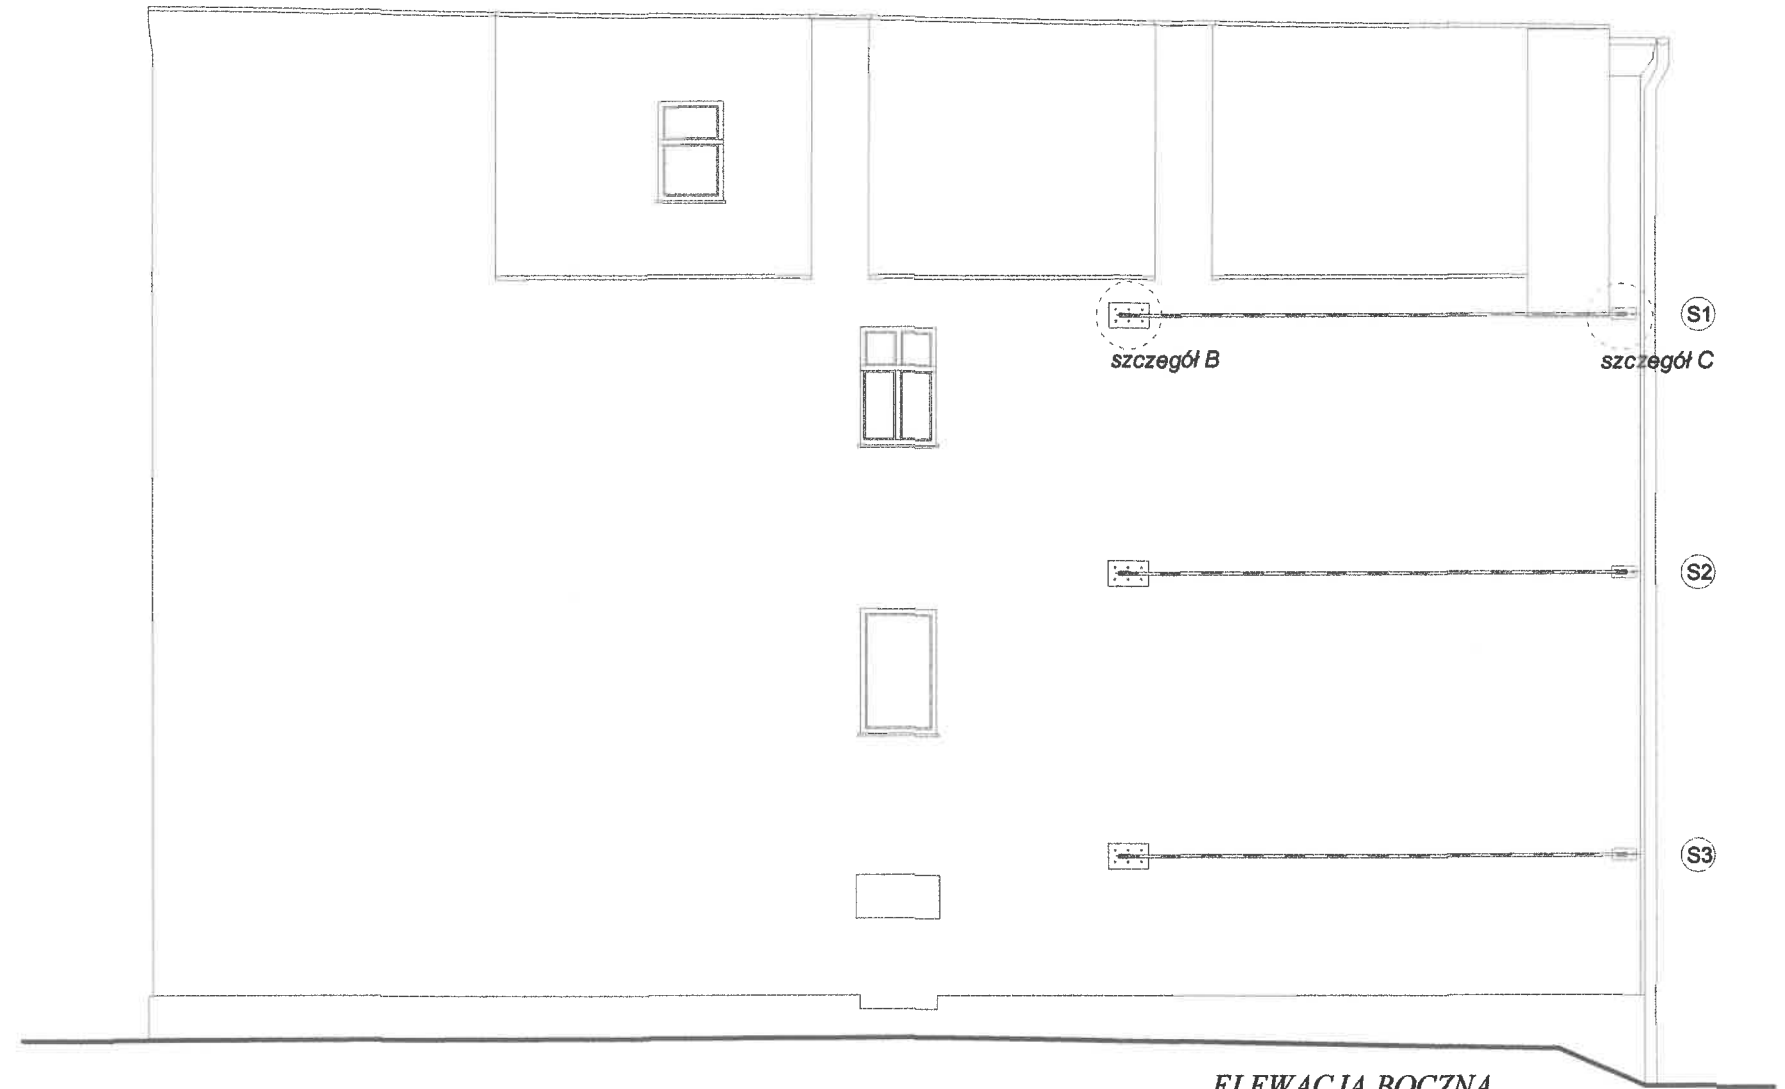 S1
szczegół B
szczegół C
S2
S3
ELEWACJA BOCZNA